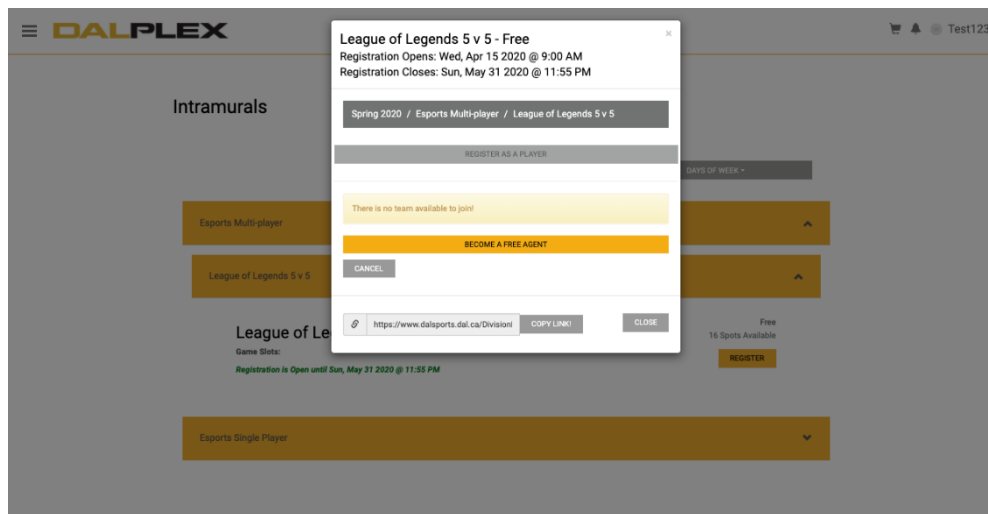 DALPLEX
Test123
League of Legends 5 v 5 - Free
×
Registration Opens: Wed, Apr 15 2020 @ 9:00 AM
Registration Closes: Sun, May 31 2020 @ 11:55 PM
Intramurals
Spring 2020 / Esports Multi-player / League of Legends 5 v 5
REGISTER AS A PLAYER
DAYS OF WEEK
There is no team available to join!
Esports Multi-player
BECOME A FREE AGENT
CANCEL
League of Legends 5 v 5
https://www.dalsports.dal.ca/Divisionl
COPY LINK!
CLOSE
League of Le
Free
16 Spots Available
Game Slots:
REGISTER
Registration is Open until Sun, May 31 2020 @ 11:55 PM
Esports Single Player